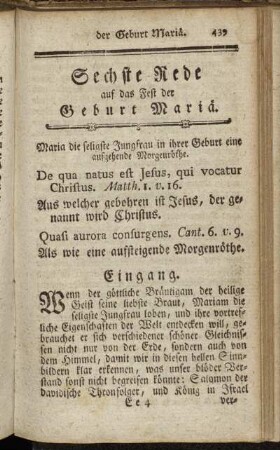 der Geburt Mariä. 439
Sechste Rede
auf das Fest der
Geburt Mariä.
Maria die seligste Jungfrau in ihrer Geburt eine
aufgehende Morgenröthe.
De qua natus est Jesus, qui vocatur
Christus. Matth. 1. v. 16.
Aus welcher gebohren ist Jesus, der ge-
nannt wird Christus.
Quasi aurora consurgens. Cant. 6. v. 9.
Als wie eine aufsteigende Morgenröthe.
Eingang.
Wenn der göttliche Bräutigam der heilige
Geist seine liebste Braut, Mariam die
seligste Jungfrau loben, und ihre vortref-
liche Eigenschaften der Welt entdecken will, ge-
brauchet er sich verschiedener schöner Gleichnis-
sen nicht nur von der Erde, sondern auch von
dem Himmel, damit wir in diesen hellen Sinn-
bildern klar erkennen, was unser blöder Ver-
stand sonst nicht begreifen könnte: Salomon der
davidische Thronfolger, und König in Israel
Ee 4 ver-